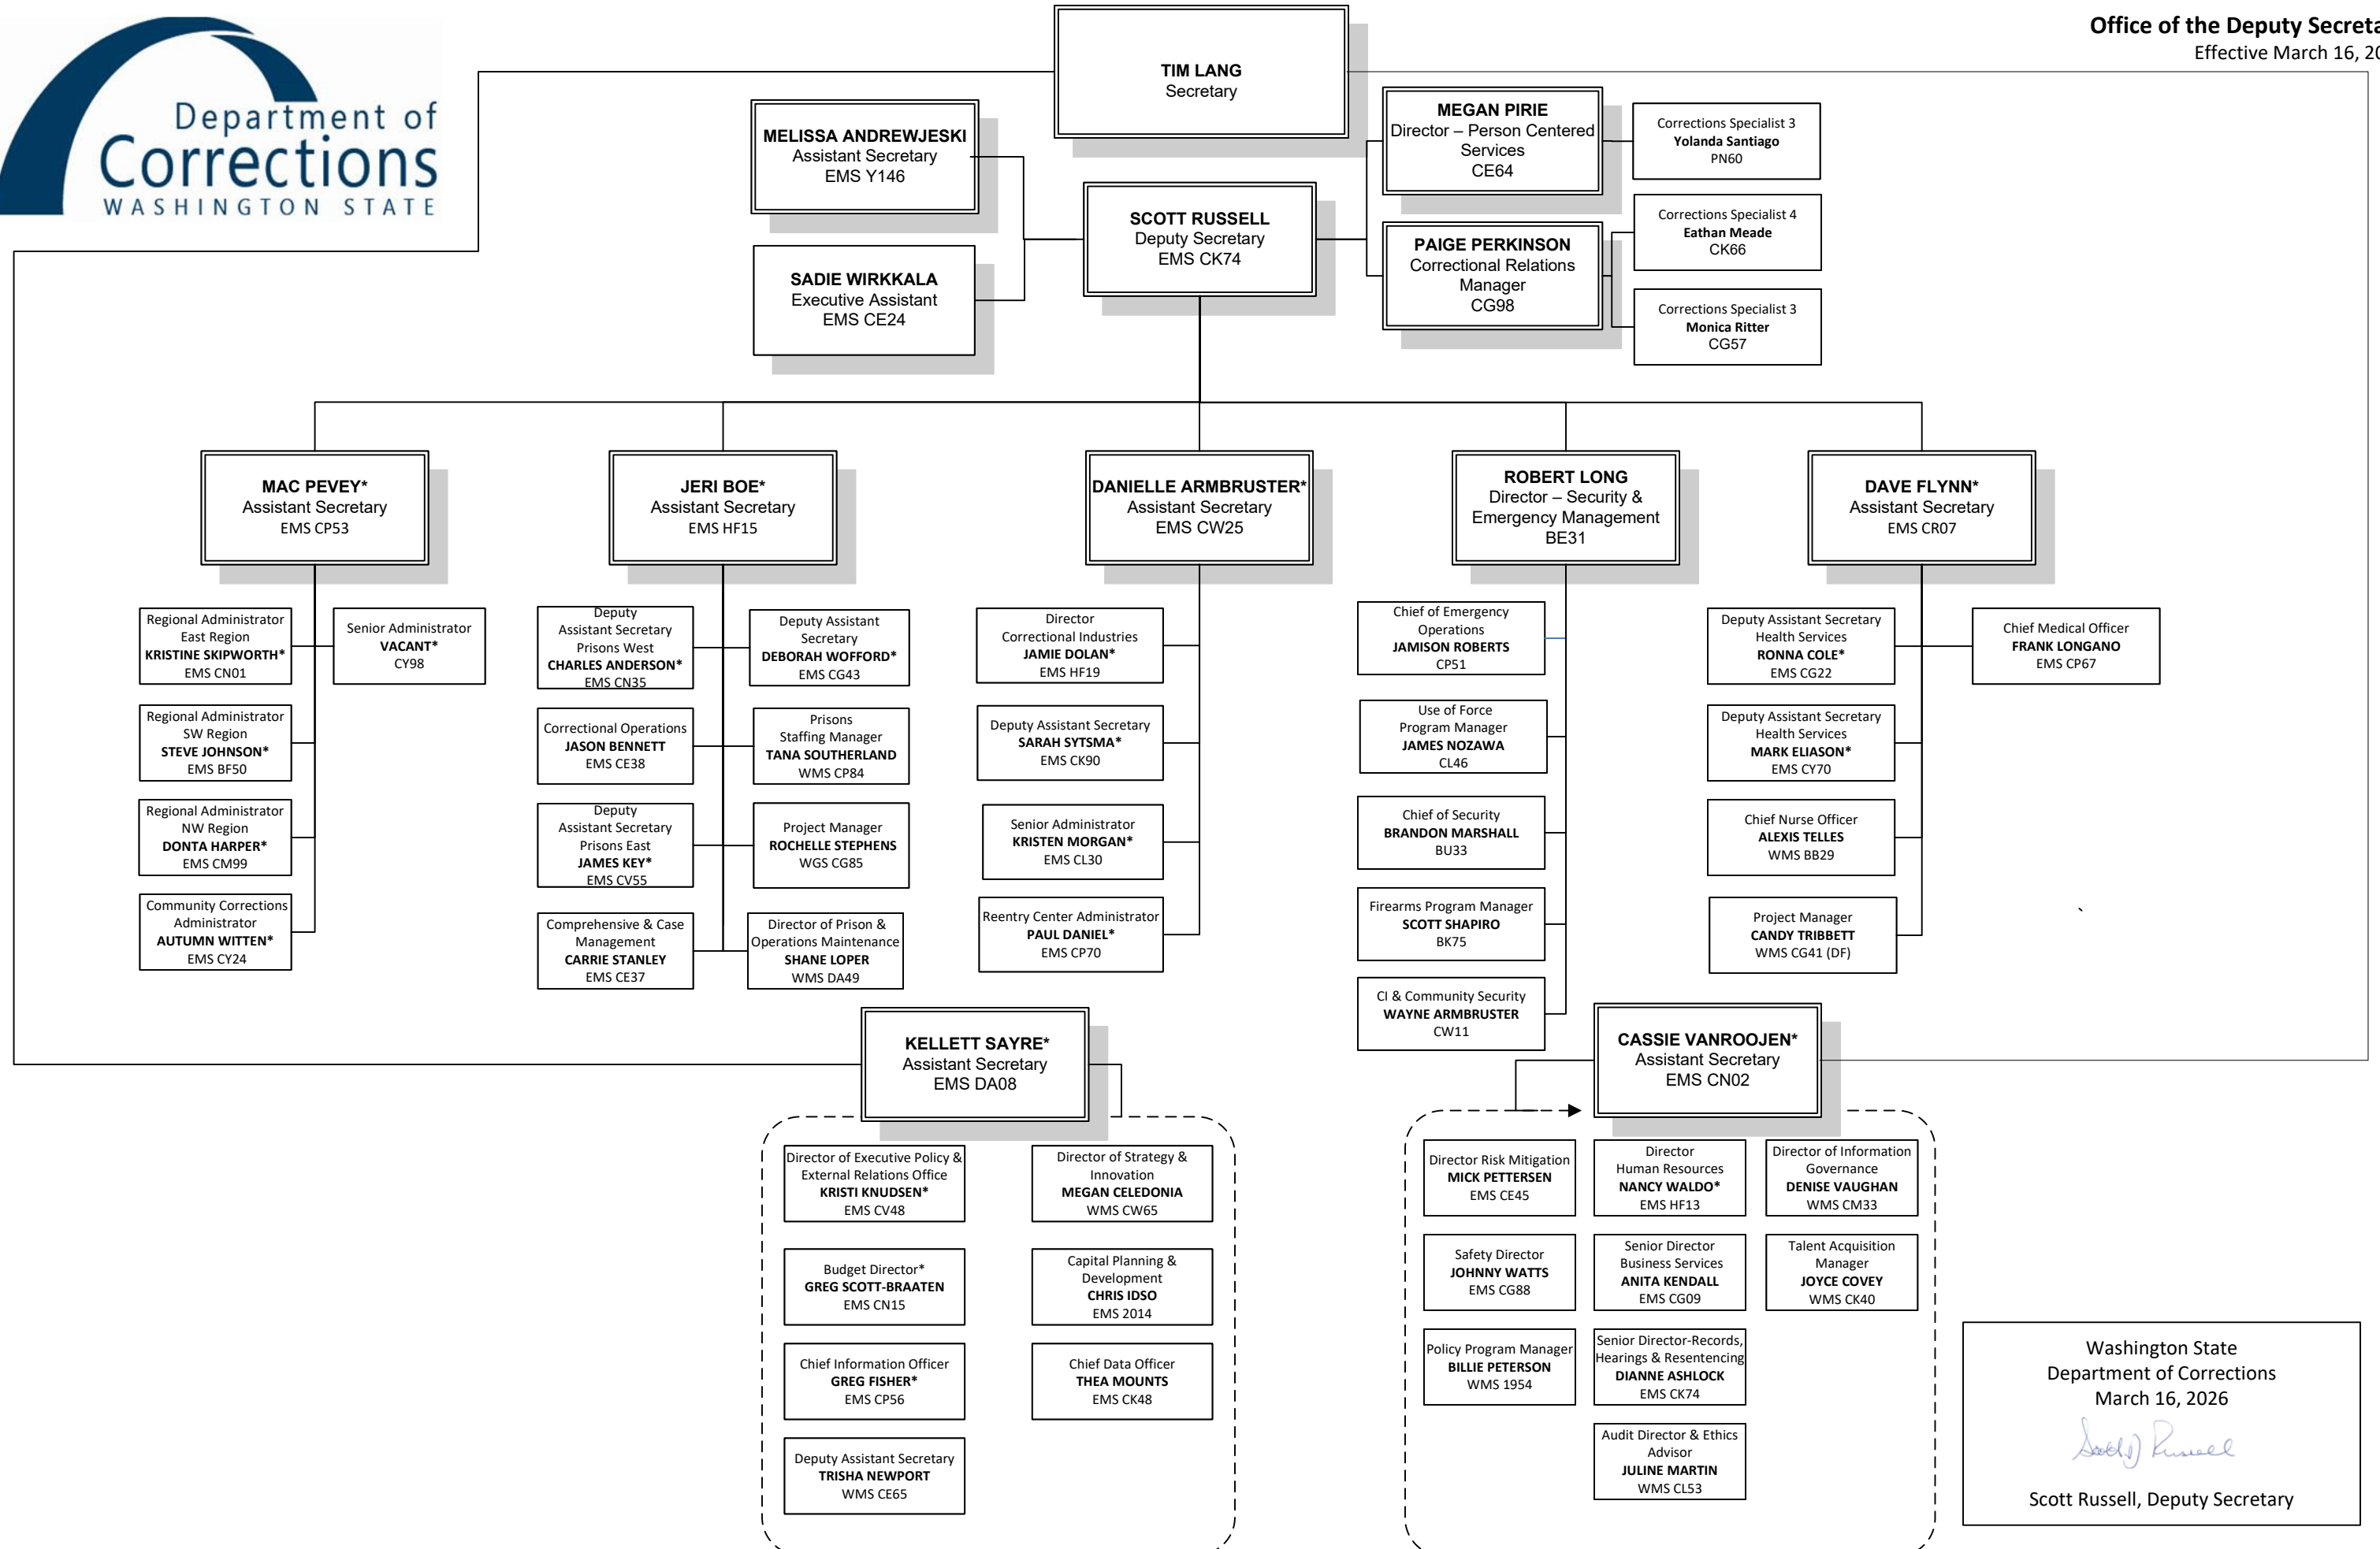 Department of
Corrections
WASHINGTON STATE
Office of the Deputy Secreta
Effective March 16, 20
TIM LANG
Secretary
MELISSA ANDREWJESKI
Assistant Secretary
EMS Y146
SADIE WIRKKALA
Executive Assistant
EMS CE24
SCOTT RUSSELL
Deputy Secretary
EMS CK74
MEGAN PIRIE
Director – Person Centered
Services
CE64
PAIGE PERKINSON
Correctional Relations
Manager
CG98
Corrections Specialist 3
Yolanda Santiago
PN60
Corrections Specialist 4
Eathan Meade
CK66
Corrections Specialist 3
Monica Ritter
CG57
MAC PEVEY*
Assistant Secretary
EMS CP53
JERI BOE*
Assistant Secretary
EMS HF15
DANIELLE ARMBRUSTER*
Assistant Secretary
EMS CW25
ROBERT LONG
Director – Security &
Emergency Management
BE31
DAVE FLYNN*
Assistant Secretary
EMS CR07
Regional Administrator
East Region
KRISTINE SKIPWORTH*
EMS CN01
Senior Administrator
VACANT*
CY98
Regional Administrator
SW Region
STEVE JOHNSON*
EMS BF50
Regional Administrator
NW Region
DONTA HARPER*
EMS CM99
Community Corrections
Administrator
AUTUMN WITTEN*
EMS CY24
Deputy
Assistant Secretary
Prisons West
CHARLES ANDERSON*
EMS CN35
Deputy Assistant
Secretary
DEBORAH WOFFORD*
EMS CG43
Correctional Operations
JASON BENNETT
EMS CE38
Prisons
Staffing Manager
TANA SOUTHERLAND
WMS CP84
Deputy
Assistant Secretary
Prisons East
JAMES KEY*
EMS CV55
Project Manager
ROCHELLE STEPHENS
WGS CG85
Comprehensive & Case
Management
CARRIE STANLEY
EMS CE37
Director of Prison &
Operations Maintenance
SHANE LOPER
WMS DA49
Director
Correctional Industries
JAMIE DOLAN*
EMS HF19
Deputy Assistant Secretary
SARAH SYTSMA*
EMS CK90
Senior Administrator
KRISTEN MORGAN*
EMS CL30
Reentry Center Administrator
PAUL DANIEL*
EMS CP70
Chief of Emergency
Operations
JAMISON ROBERTS
CP51
Use of Force
Program Manager
JAMES NOZAWA
CL46
Chief of Security
BRANDON MARSHALL
BU33
Firearms Program Manager
SCOTT SHAPIRO
BK75
CI & Community Security
WAYNE ARMBRUSTER
CW11
Deputy Assistant Secretary
Health Services
RONNA COLE*
EMS CG22
Chief Medical Officer
FRANK LONGANO
EMS CP67
Deputy Assistant Secretary
Health Services
MARK ELIASON*
EMS CY70
Chief Nurse Officer
ALEXIS TELLES
WMS BB29
Project Manager
CANDY TRIBBETT
WMS CG41 (DF)
KELLETT SAYRE*
Assistant Secretary
EMS DA08
Director of Executive Policy &
External Relations Office
KRISTI KNUDSEN*
EMS CV48
Director of Strategy &
Innovation
MEGAN CELEDONIA
WMS CW65
Budget Director*
GREG SCOTT-BRAATEN
EMS CN15
Capital Planning &
Development
CHRIS IDSO
EMS 2014
Chief Information Officer
GREG FISHER*
EMS CP56
Chief Data Officer
THEA MOUNTS
EMS CK48
Deputy Assistant Secretary
TRISHA NEWPORT
WMS CE65
CASSIE VANROOJEN*
Assistant Secretary
EMS CN02
Director Risk Mitigation
MICK PETTERSEN
EMS CE45
Director
Human Resources
NANCY WALDO*
EMS HF13
Director of Information
Governance
DENISE VAUGHAN
WMS CM33
Safety Director
JOHNNY WATTS
EMS CG88
Senior Director
Business Services
ANITA KENDALL
EMS CG09
Talent Acquisition
Manager
JOYCE COVEY
WMS CK40
Policy Program Manager
BILLIE PETERSON
WMS 1954
Senior Director-Records,
Hearings & Resentencing
DIANNE ASHLOCK
EMS CK74
Audit Director & Ethics
Advisor
JULINE MARTIN
WMS CL53
Washington State
Department of Corrections
March 16, 2026
Scott Russell, Deputy Secretary